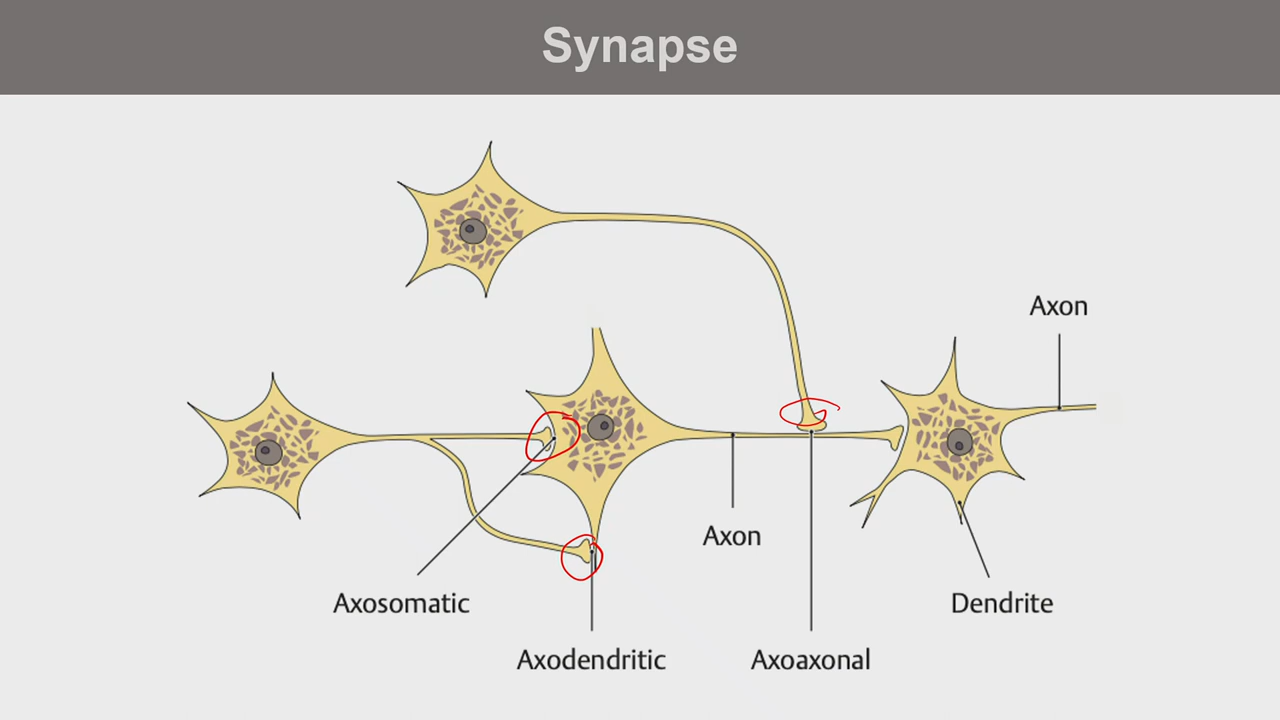 Synapse
Axon
Axon
Axosomatic
Dendrite
Axodendritic
Axoaxonal